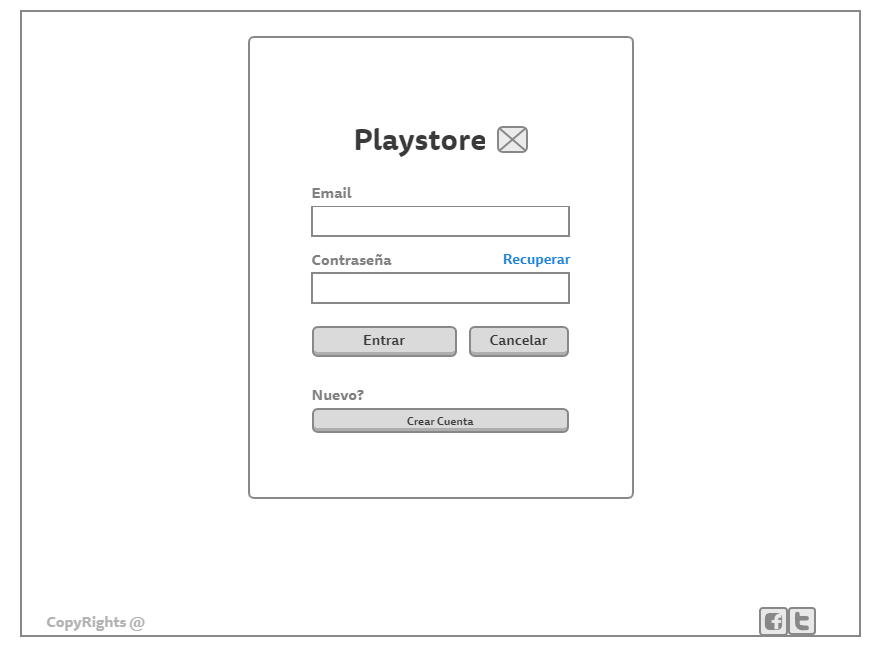 Playstore
Email
Contraseña Recuperar
Entrar Cancelar
Nuevo?
Crear Cuenta
CopyRights @